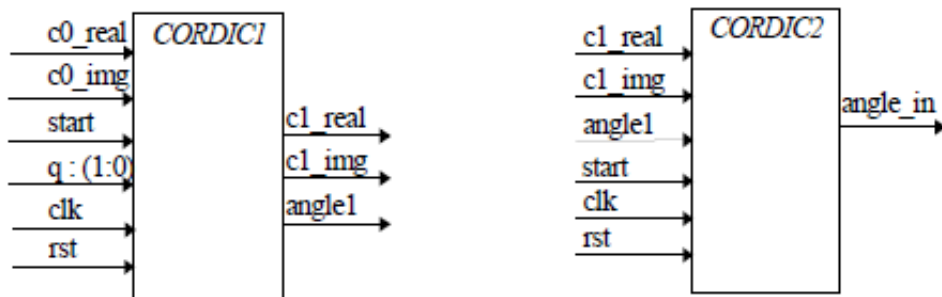 CORDIC1
c0_real
c0_img
start
q : (1:0)
clk
rst
c1_real
c1_img
angle1
CORDIC2
c1_real
c1_img
angle1
start
clk
rst
angle_in